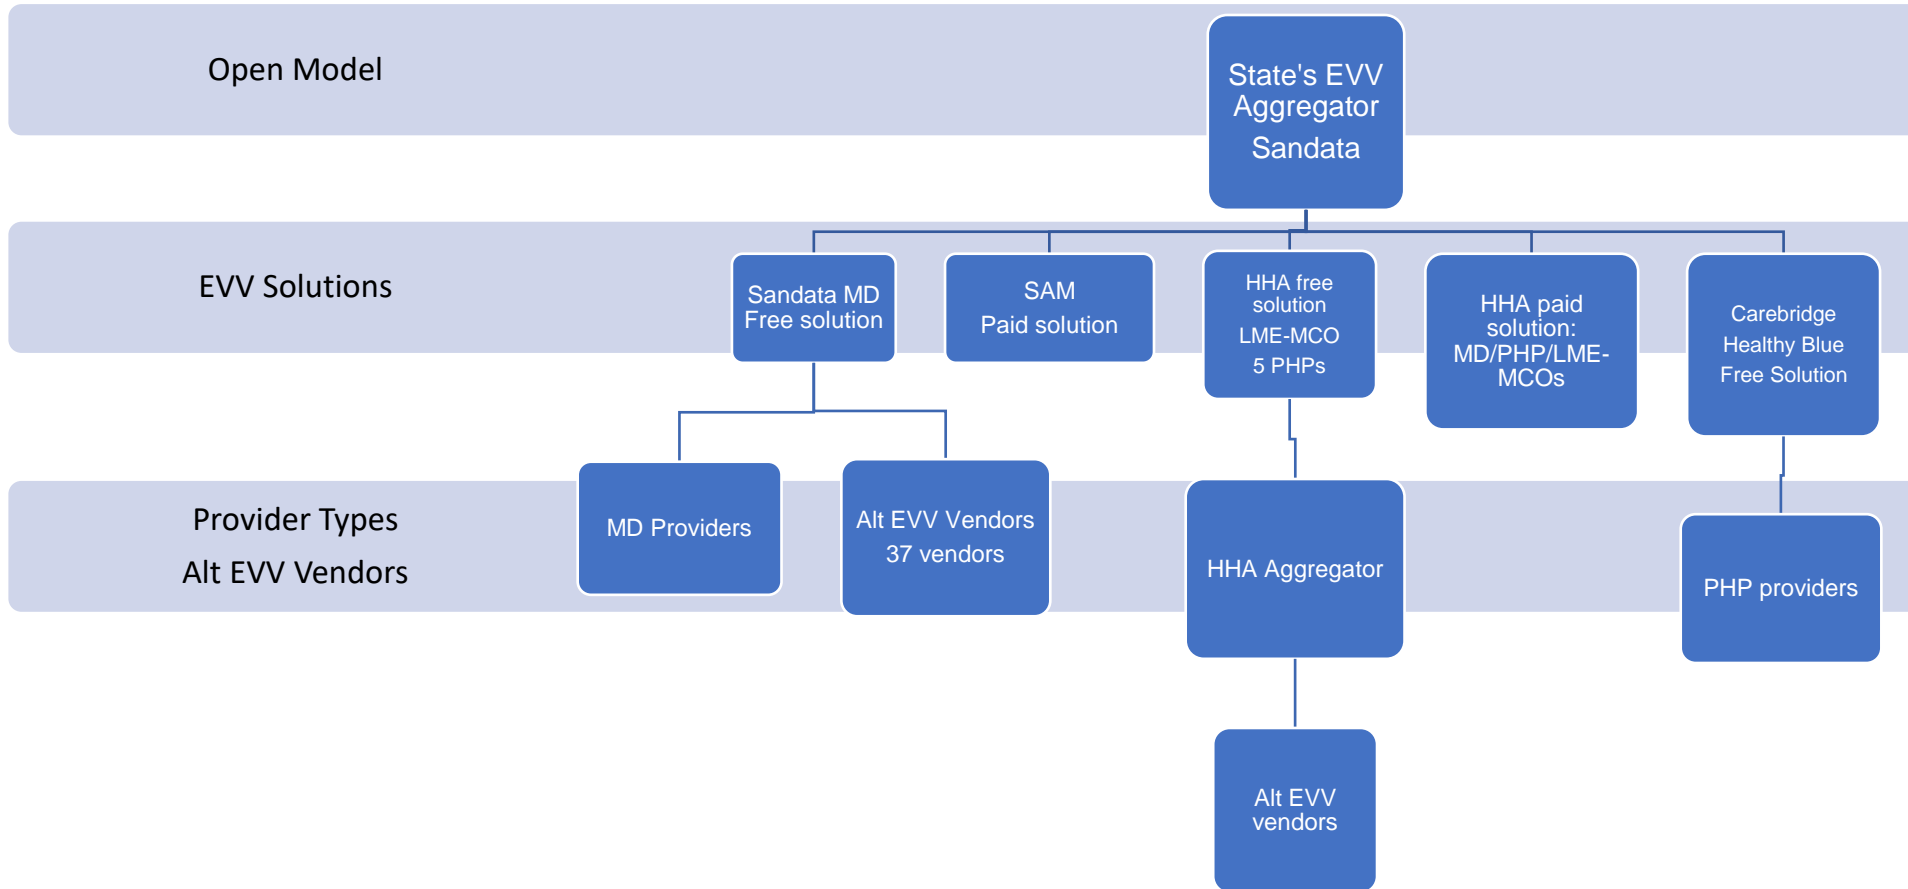 Open Model
State's EVV
Aggregator
Sandata
EVV Solutions
Sandata MD
Free solution
SAM
Paid solution
HHA free
solution
LME-MCO
5 PHPs
HHA paid
solution:
MD/PHP/LME-
MCOs
Carebridge
Healthy Blue
Free Solution
Provider Types
Alt EVV Vendors
MD Providers
Alt EVV Vendors
37 vendors
HHA Aggregator
PHP providers
Alt EVV
vendors